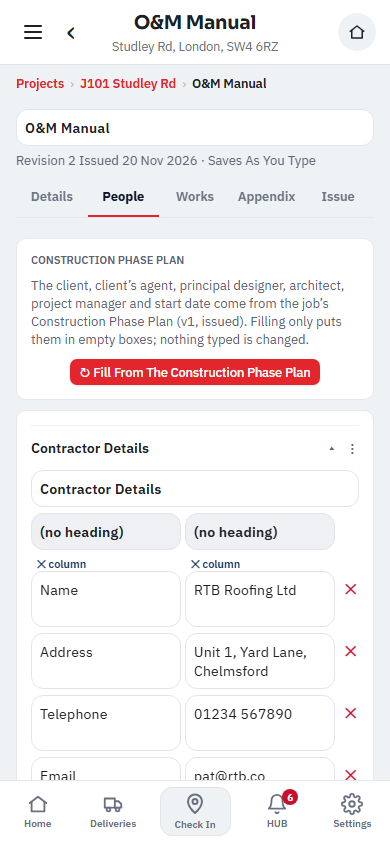 O&M Manual
Studley Rd, London, SW4 6RZ
Projects › J101 Studley Rd › O&M Manual
O&M Manual
Revision 2 Issued 20 Nov 2026 · Saves As You Type
Details People Works Appendix Issue
CONSTRUCTION PHASE PLAN
The client, client’s agent, principal designer, architect,
project manager and start date come from the job’s
Construction Phase Plan (v1, issued). Filling only puts
them in empty boxes; nothing typed is changed.
↻ Fill From The Construction Phase Plan
Contractor Details
Contractor Details
(no heading) (no heading)
✕ column ✕ column
Name RTB Roofing Ltd
Address Unit 1, Yard Lane,
Chelmsford
Telephone 01234 567890
Email pat@rtb.co
6
Home Deliveries Check In HUB Settings